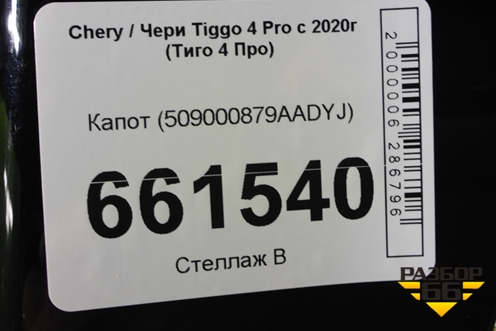 Chery / Чери Tiggo 4 Pro с 2020г
(Тиго 4 Про)
Капот (509000879AADYJ)
661540
Стеллаж В
2000006286796
РАЗБОР
66